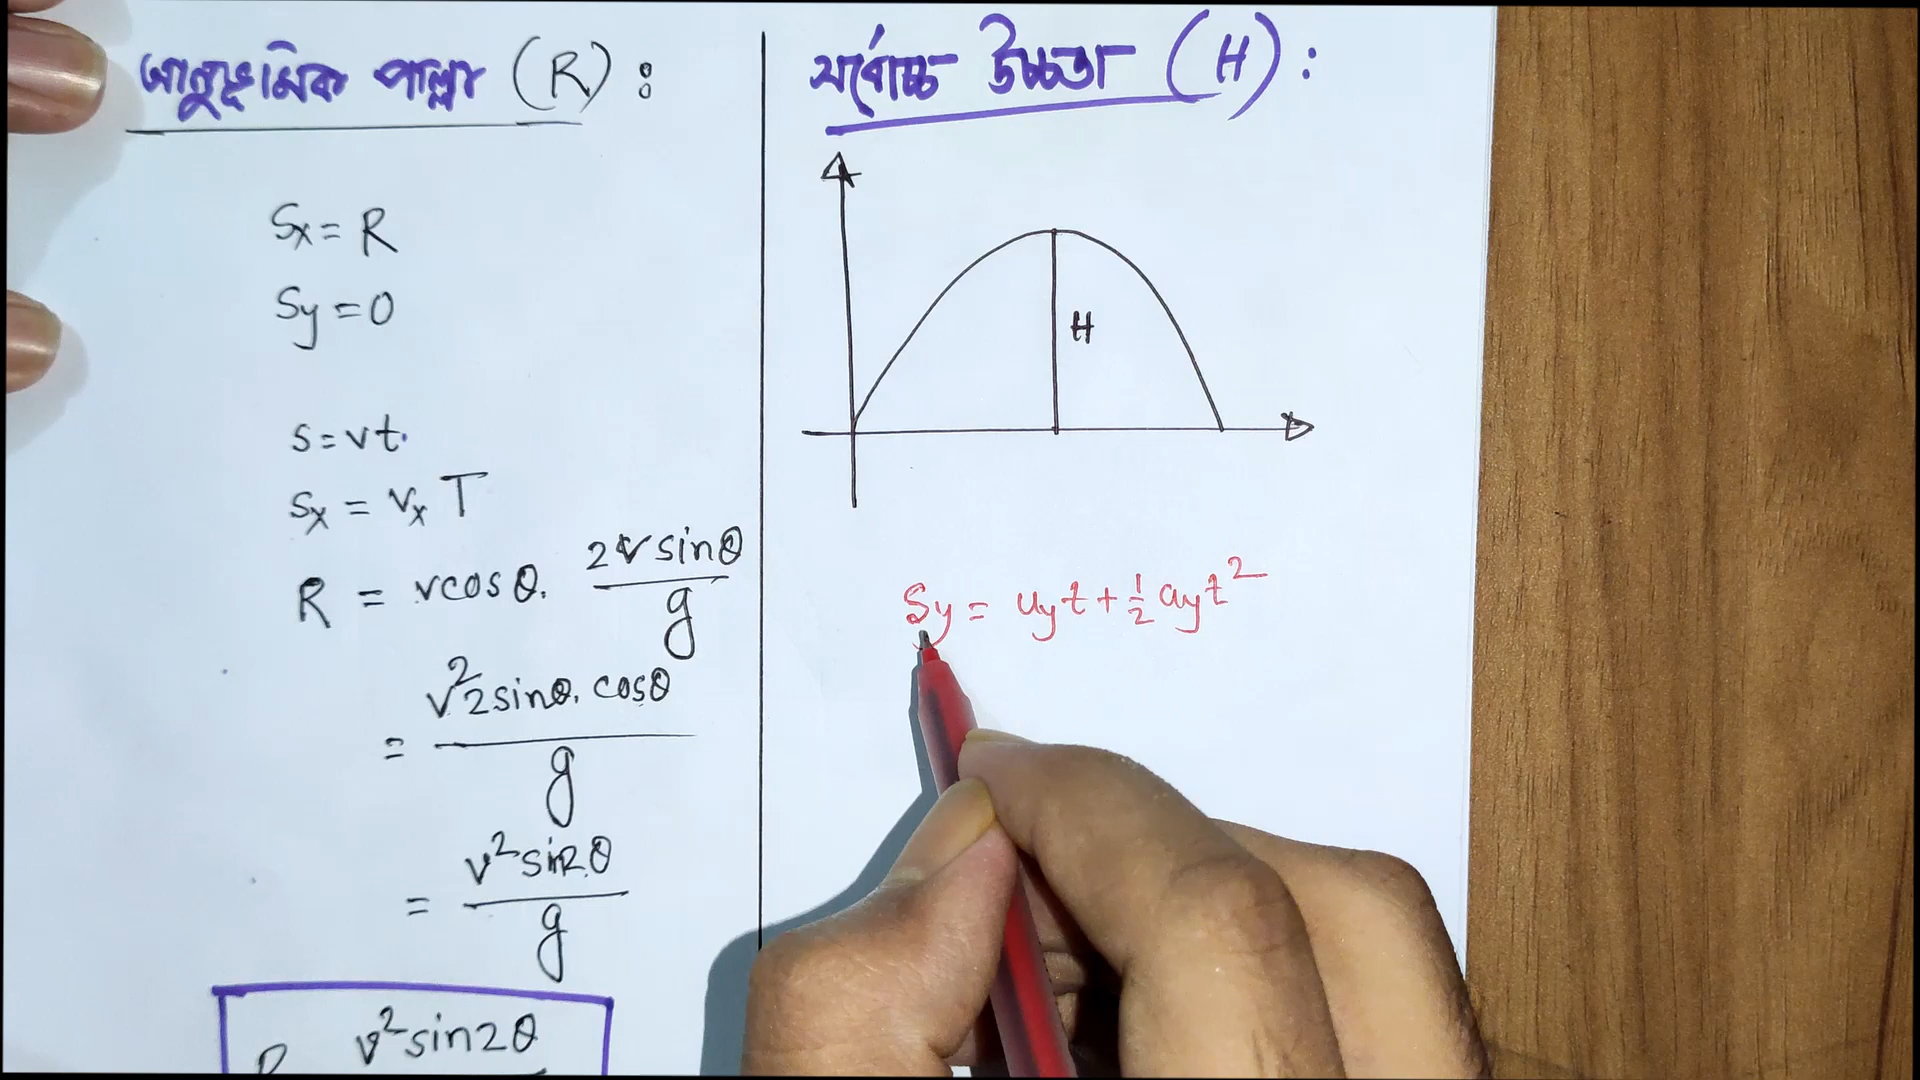 আনুভূমিক পাল্লা (R) :
Sx = R
Sy = 0
s = vt
Sx = vx T
R = vcosθ. 2vsinθ/g
= v²2sinθ.cosθ/g
= v²sin2θ/g
R v²sin2θ
সর্বোচ্চ উচ্চতা (H) :
H
Sy = uyt + ½ ayt²